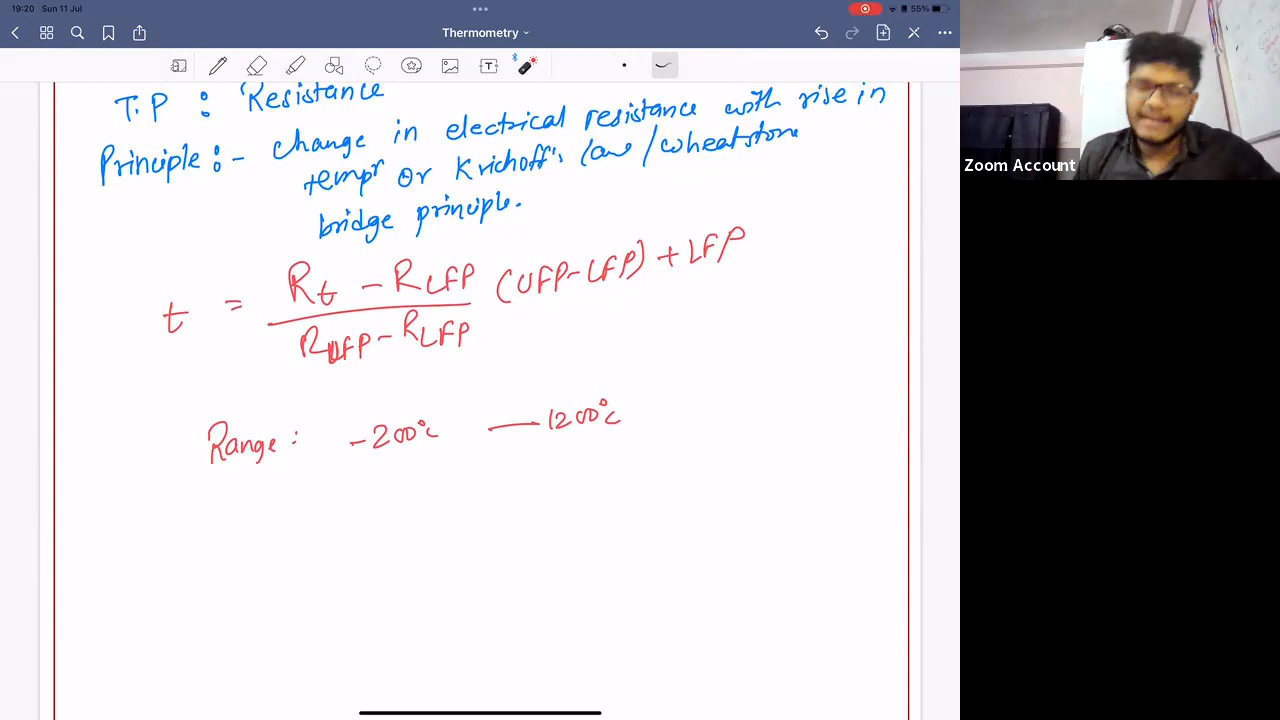 19:20 Sun 11 Jul
55%
Thermometry
T.P : Resistance
Principle :- change in electrical resistance with rise in
tempr Or Krichoff's law / wheatstone
bridge principle.
t = Rt - RLFP / RUFP - RLFP (UFP - LFP) + LFP
Range : -200°c — 1200°c
Zoom Account